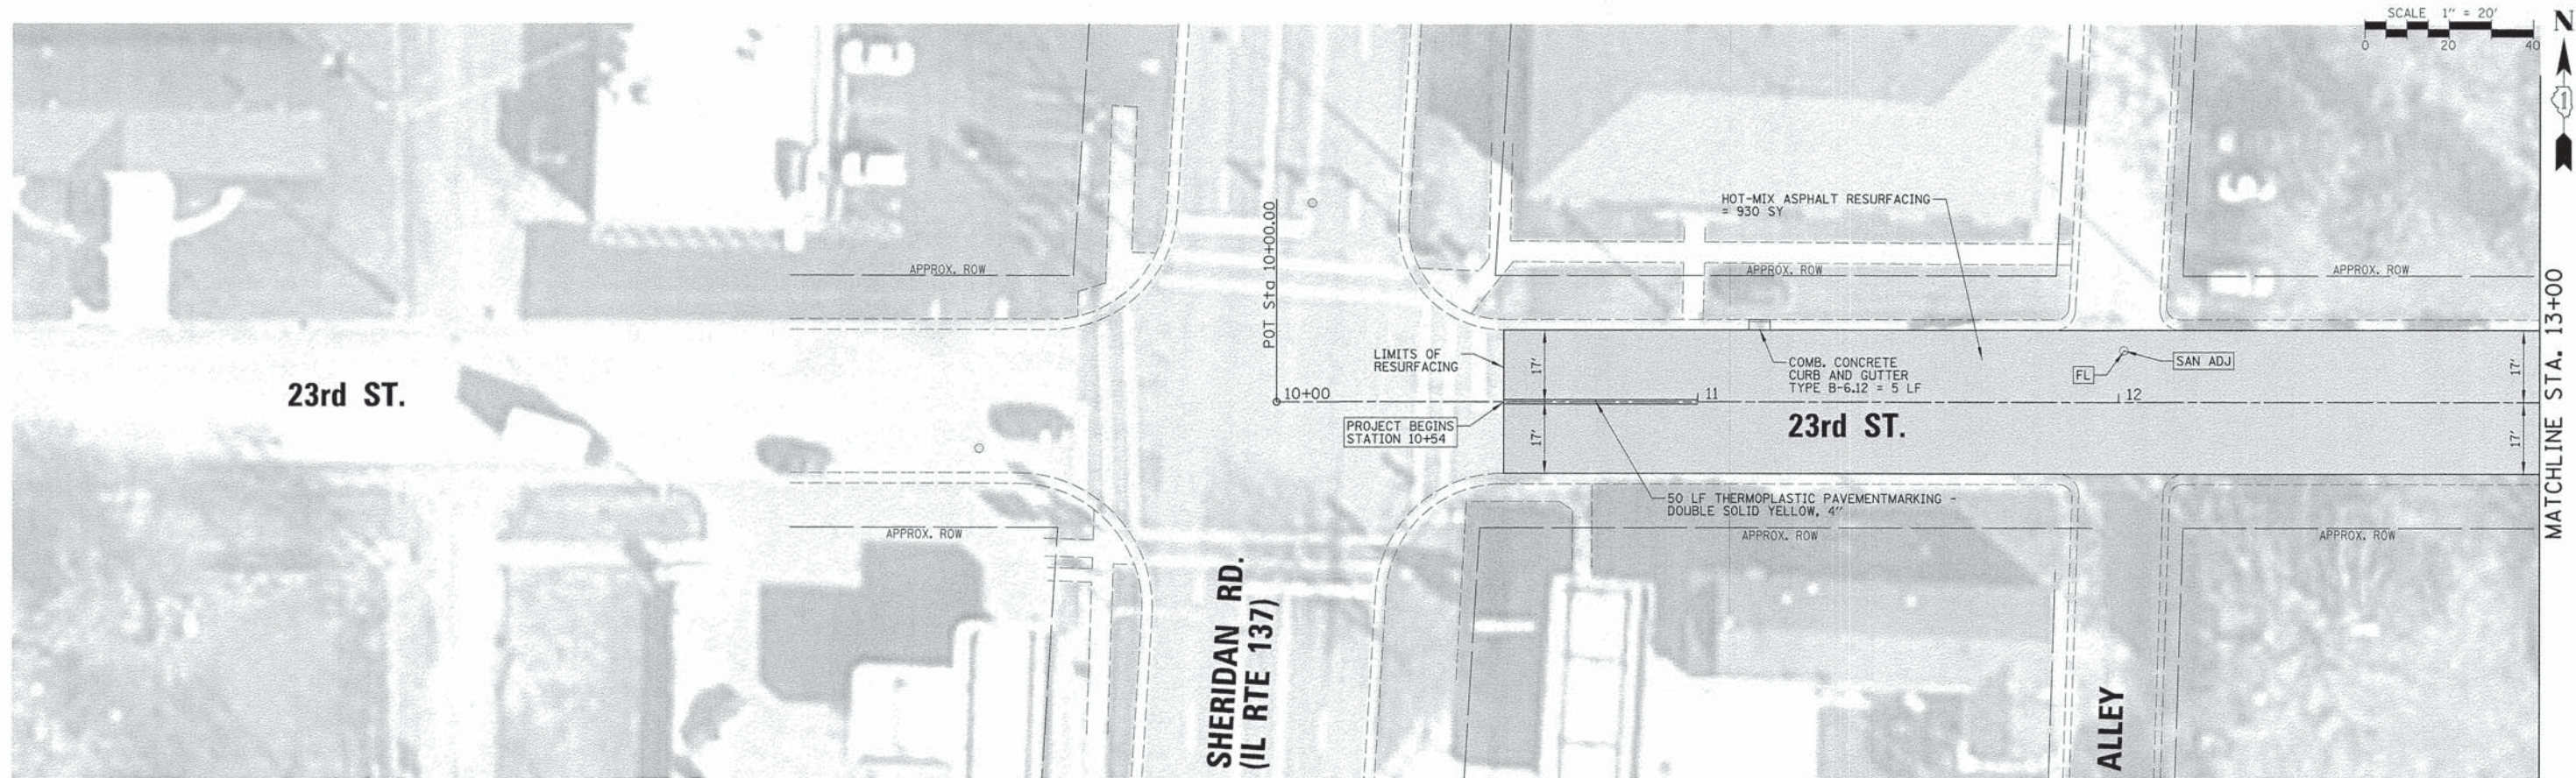 SCALE 1" = 20'
0 20 40
N
1
HOT-MIX ASPHALT RESURFACING
= 930 SY
POT Sta 10+00.00
APPROX. ROW
APPROX. ROW
APPROX. ROW
MATCHLINE STA. 13+00
LIMITS OF
RESURFACING
17'
COMB. CONCRETE
CURB AND GUTTER
TYPE B-6.12 = 5 LF
FL
SAN ADJ
17'
23rd ST.
10+00
11
12
PROJECT BEGINS
STATION 10+54
17'
23rd ST.
17'
50 LF THERMOPLASTIC PAVEMENTMARKING -
DOUBLE SOLID YELLOW, 4"
APPROX. ROW
APPROX. ROW
APPROX. ROW
SHERIDAN RD.
(IL RTE 137)
ALLEY